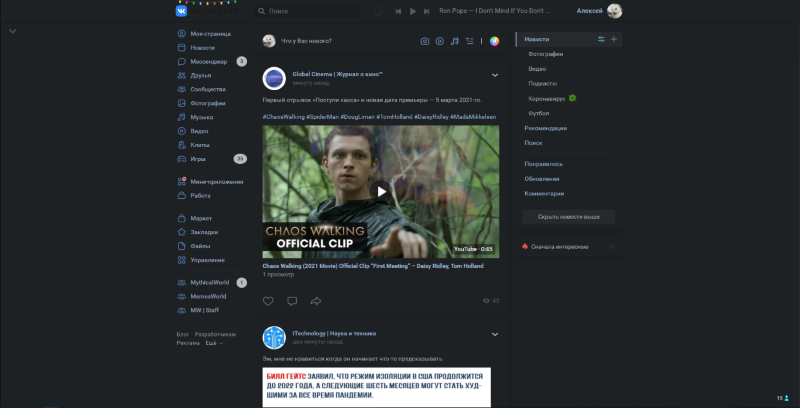 VK
Поиск
Ron Pope — I Don't Mind If You Don't ...
Алексей
Моя страница
Новости
Мессенджер 3
Друзья
Сообщества
Фотографии
Музыка
Видео
Клипы
Игры 35
Мини-приложения
Работа
Маркет
Закладки
Файлы
Управление
MythicalWorld 1
MemesWorld
MW | Staff
Блог Разработчикам
Реклама Ещё
Что у Вас нового?
Global Cinema | Журнал о кино™
минуту назад
Первый отрывок «Поступи хаоса» и новая дата премьеры — 5 марта 2021-го.
#ChaosWalking #SpiderMan #DougLiman #TomHolland #DaisyRidley #MadsMikkelsen
CHAOS WALKING
OFFICIAL CLIP
YouTube · 0:45
Chaos Walking (2021 Movie) Official Clip "First Meeting" – Daisy Ridley, Tom Holland
1 просмотр
43
iTechnology | Наука и техника
две минуты назад
Эм, мне не нравиться когда он начинает что-то предсказывать
БИЛЛ ГЕЙТС ЗАЯВИЛ, ЧТО РЕЖИМ ИЗОЛЯЦИИ В США ПРОДОЛЖИТСЯ
ДО 2022 ГОДА, А СЛЕДУЮЩИЕ ШЕСТЬ МЕСЯЦЕВ МОГУТ СТАТЬ ХУД-
ШИМИ ЗА ВСЕ ВРЕМЯ ПАНДЕМИИ.
Новости
Фотографии
Видео
Подкасты
Коронавирус
Футбол
Рекомендации
Поиск
Понравилось
Обновления
Комментарии
Скрыть новости выше
Сначала интересные
15